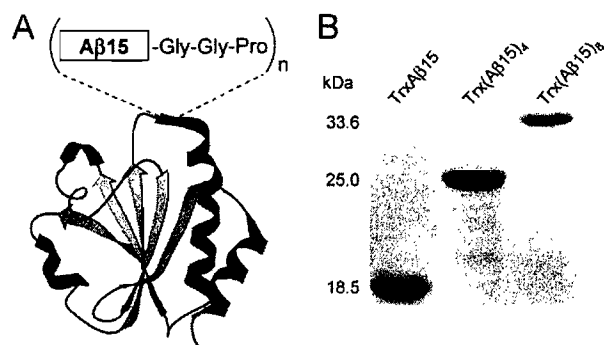 A
Aβ15 -Gly-Gly-Pro
n
B
kDa
TrxAβ15
Trx(Aβ15)₄
Trx(Aβ15)₈
33.6
25.0
18.5